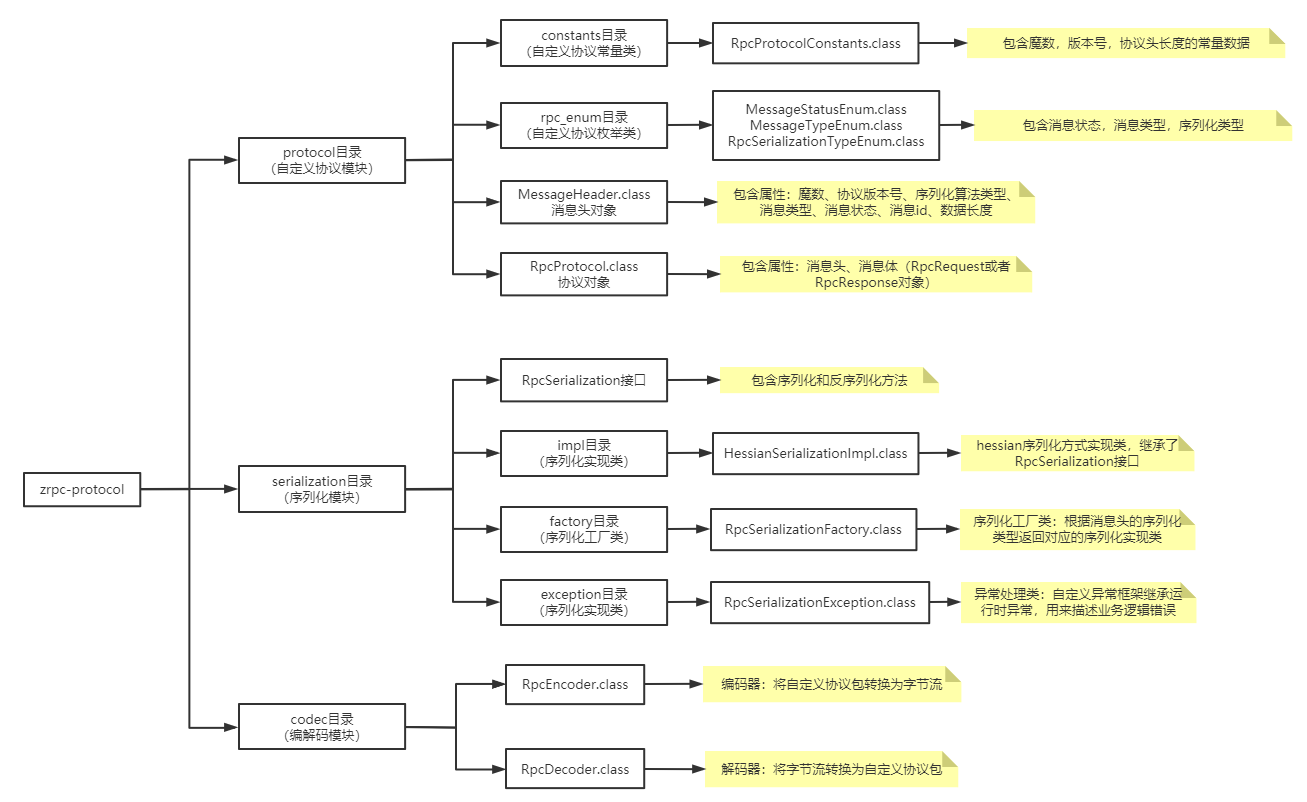 zrpc-protocol
protocol目录
（自定义协议模块）
constants目录
（自定义协议常量类）
RpcProtocolConstants.class
包含魔数，版本号，协议头长度的常量数据
rpc_enum目录
（自定义协议枚举类）
MessageStatusEnum.class
MessageTypeEnum.class
RpcSerializationTypeEnum.class
包含消息状态，消息类型，序列化类型
MessageHeader.class
消息头对象
包含属性：魔数、协议版本号、序列化算法类型、
消息类型、消息状态、消息id、数据长度
RpcProtocol.class
协议对象
包含属性：消息头、消息体（RpcRequest或者
RpcResponse对象）
serialization目录
（序列化模块）
RpcSerialization接口
包含序列化和反序列化方法
impl目录
（序列化实现类）
HessianSerializationImpl.class
hessian序列化方式实现类，继承了
RpcSerialization接口
factory目录
（序列化工厂类）
RpcSerializationFactory.class
序列化工厂类：根据消息头的序列化
类型返回对应的序列化实现类
exception目录
（序列化实现类）
RpcSerializationException.class
异常处理类：自定义异常框架继承运
行时异常，用来描述业务逻辑错误
codec目录
（编解码模块）
RpcEncoder.class
编码器：将自定义协议包转换为字节流
RpcDecoder.class
解码器：将字节流转换为自定义协议包